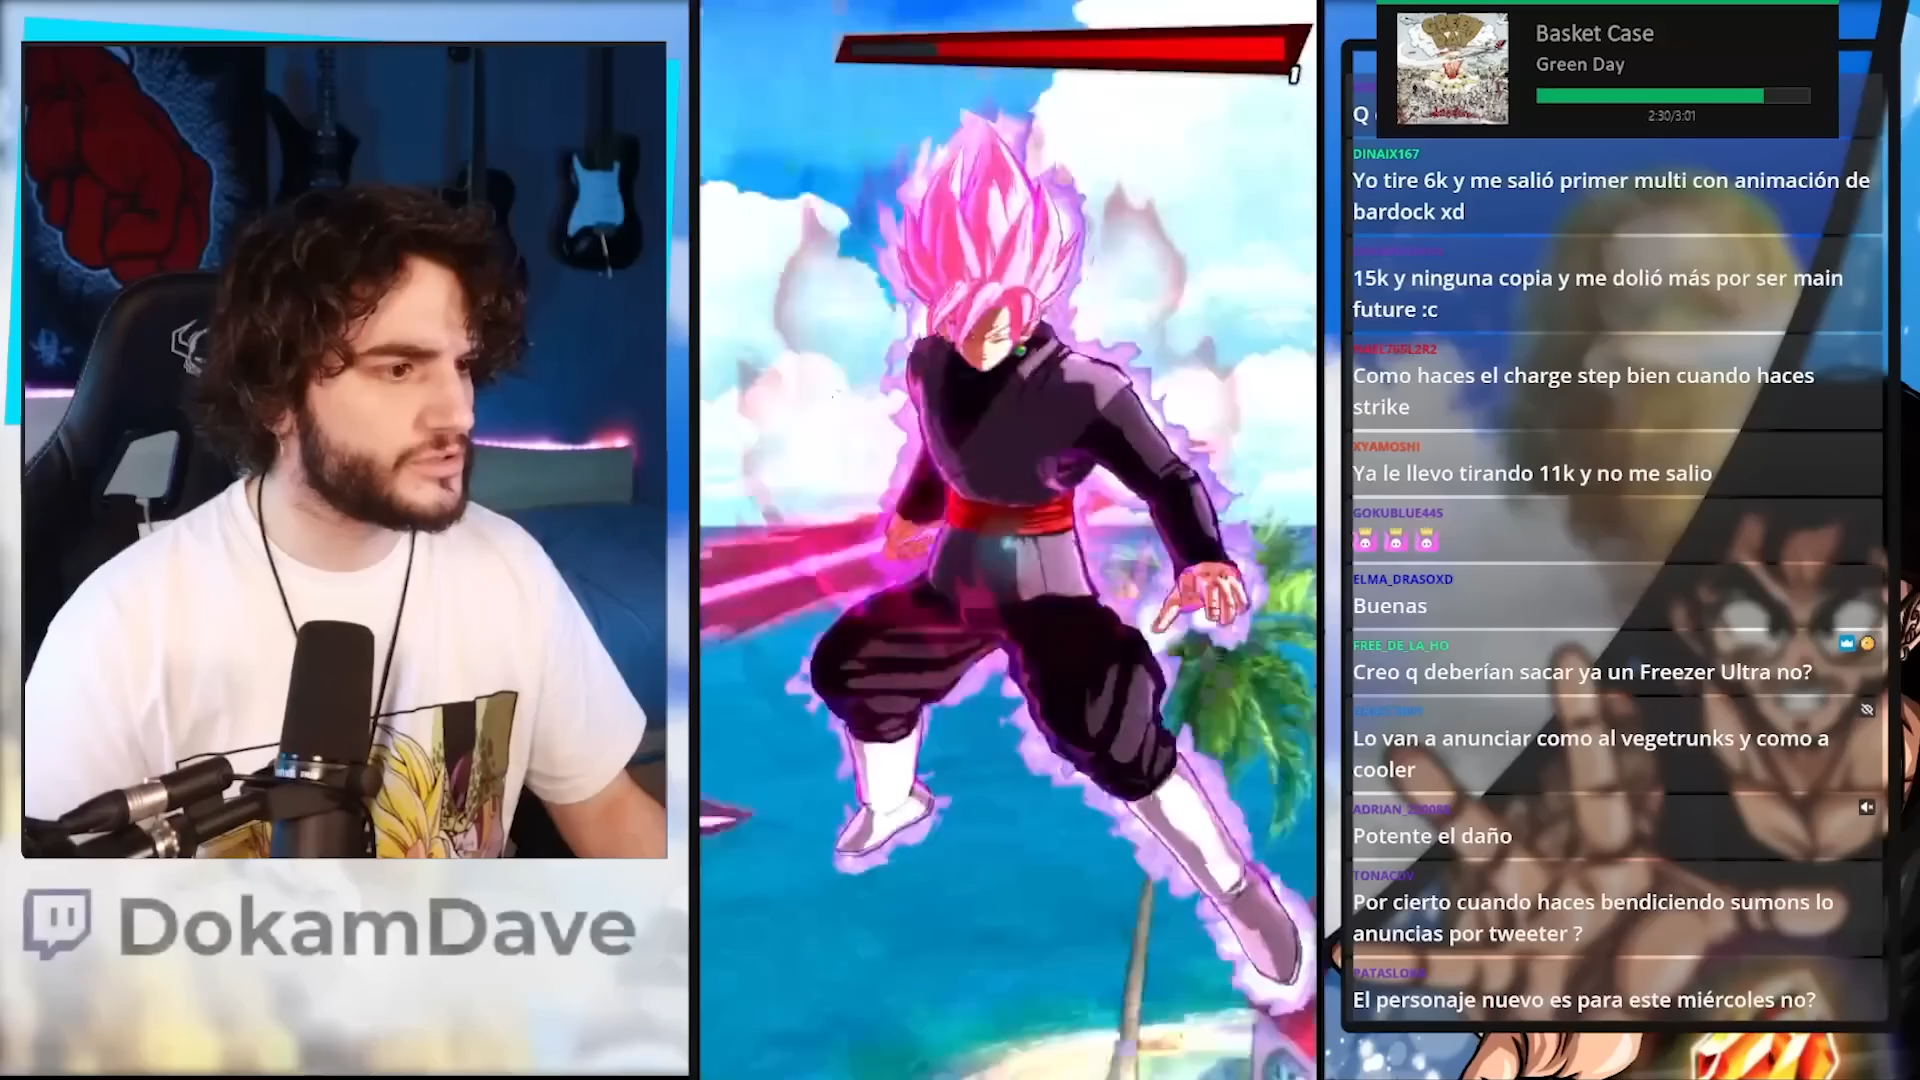 DokamDave
Basket Case
Green Day
2:30/3:01
Q
DINAIX167
Yo tire 6k y me salió primer multi con animación de
bardock xd
15k y ninguna copia y me dolió más por ser main
future :c
Como haces el charge step bien cuando haces
strike
XYAMOSHI
Ya le llevo tirando 11k y no me salio
GOKUBLUE445
ELMA_DRASOXD
Buenas
FREE_DE_LA_HO
Creo q deberían sacar ya un Freezer Ultra no?
Lo van a anunciar como al vegetrunks y como a
cooler
Potente el daño
TONACDV
Por cierto cuando haces bendiciendo sumons lo
anuncias por tweeter ?
El personaje nuevo es para este miércoles no?